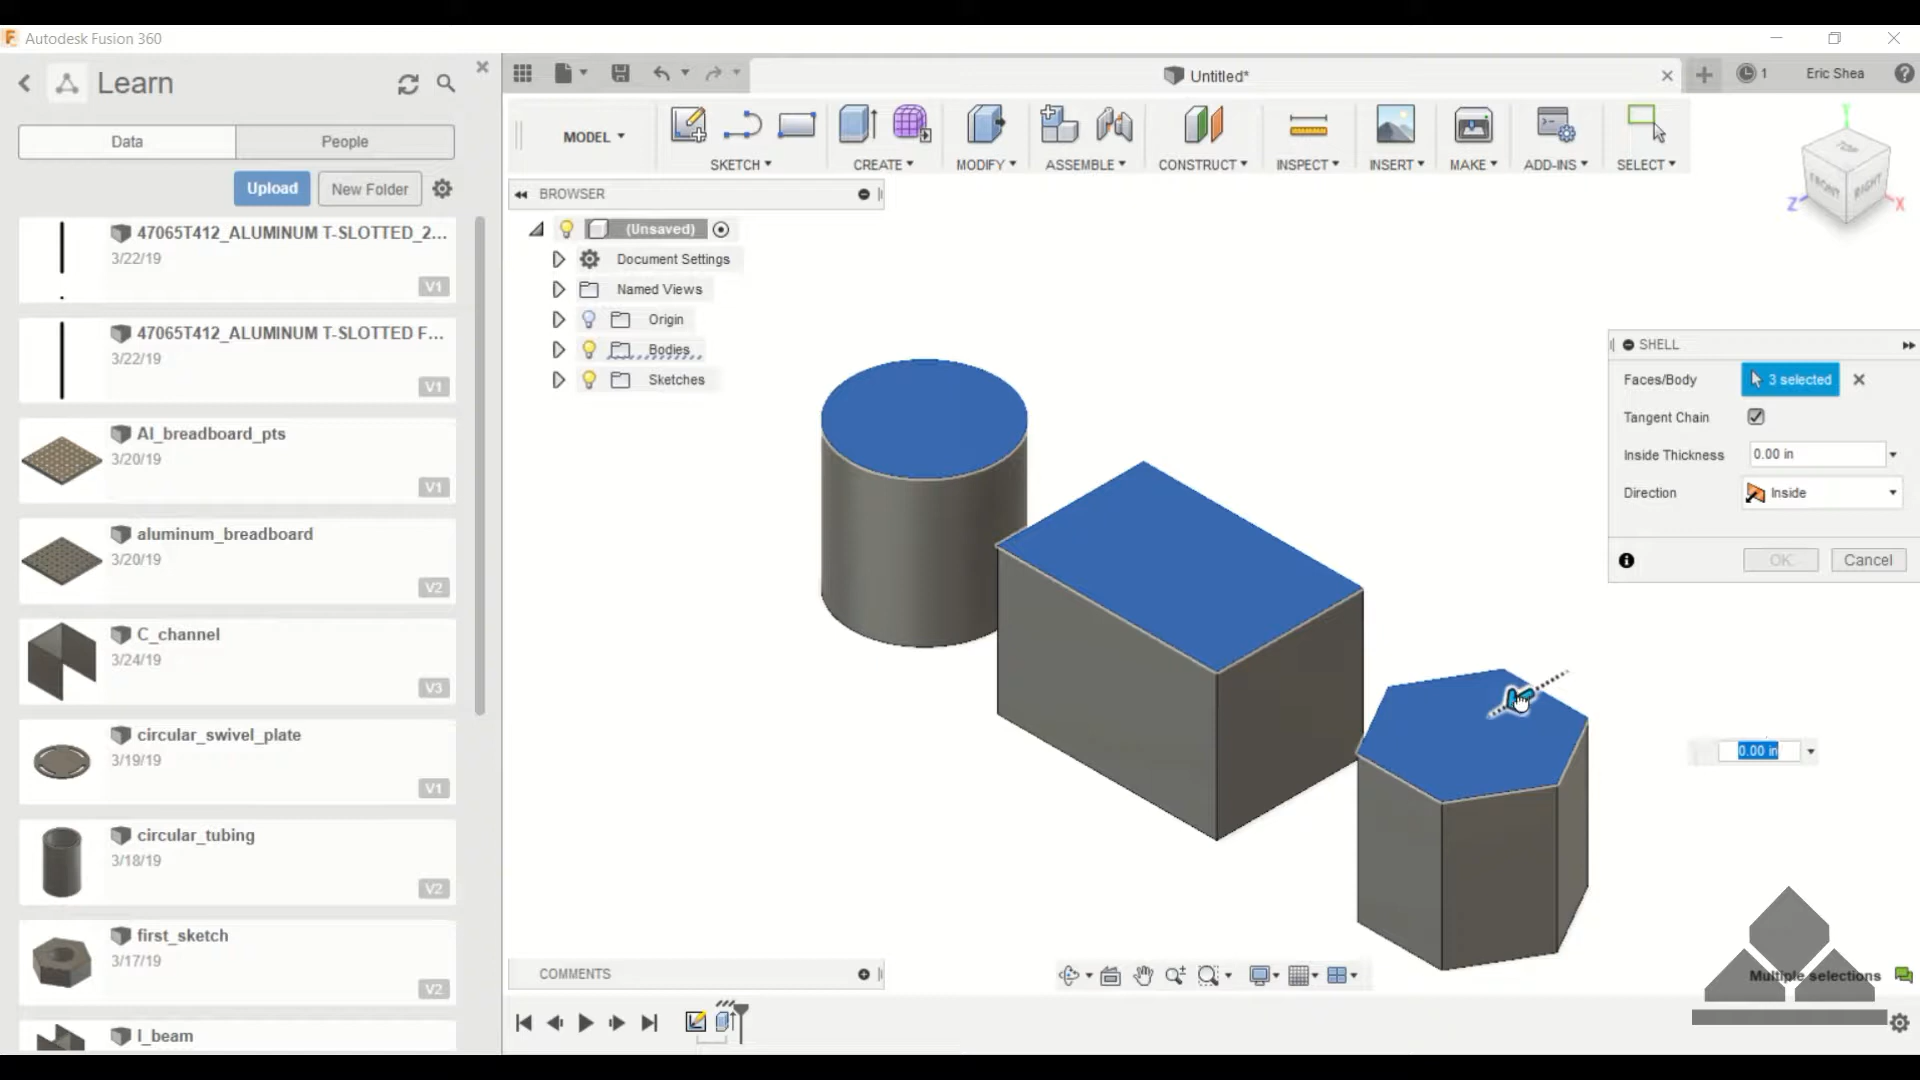 Autodesk Fusion 360
Learn
Data
People
Upload
New Folder
47065T412_ALUMINUM T-SLOTTED_2...
3/22/19
V1
47065T412_ALUMINUM T-SLOTTED F...
3/22/19
V1
Al_breadboard_pts
3/20/19
V1
aluminum_breadboard
3/20/19
V2
C_channel
3/24/19
V3
circular_swivel_plate
3/19/19
V1
circular_tubing
3/18/19
V2
first_sketch
3/17/19
V2
I_beam
Untitled*
1
Eric Shea
MODEL
SKETCH
CREATE
MODIFY
ASSEMBLE
CONSTRUCT
INSPECT
INSERT
MAKE
ADD-INS
SELECT
BROWSER
(Unsaved)
Document Settings
Named Views
Origin
Bodies
Sketches
TOP
FRONT
RIGHT
Y
Z
X
SHELL
Faces/Body
3 selected
Tangent Chain
Inside Thickness
0.00 in
Direction
Inside
OK
Cancel
0.00 in
COMMENTS
Multiple selections